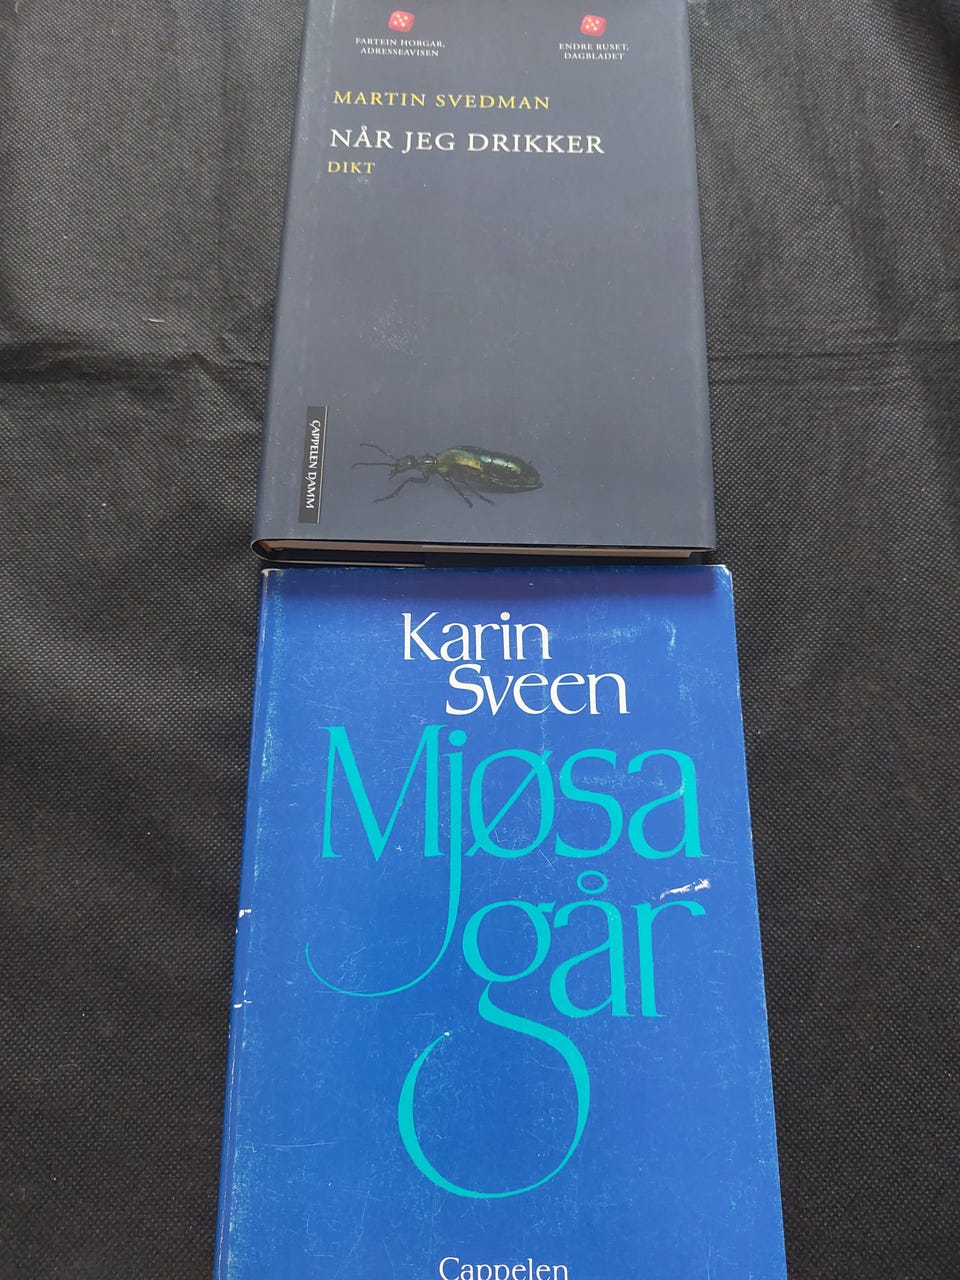 FARTEIN HORGAR,
ADRESSEAVISEN
ENDRE RUSET,
DAGBLADET
MARTIN SVEDMAN
NÅR JEG DRIKKER
DIKT
CAPPELEN DAMM
Karin
Sveen
Mjøsa
går
Cappelen